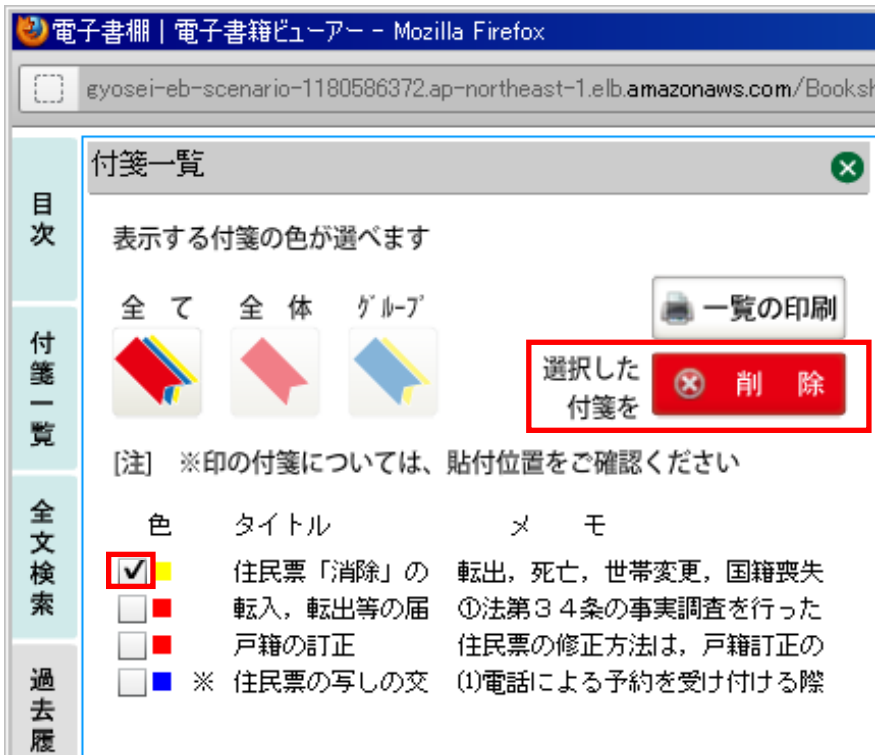 電子書棚 | 電子書籍ビューアー - Mozilla Firefox
gyosei-eb-scenario-1180586372.ap-northeast-1.elb.amazonaws.com/Booksh
目次
付箋一覧
全文検索
過去履
付箋一覧
表示する付箋の色が選べます
全て 全体 グループ
一覧の印刷
選択した
付箋を
削除
[注] ※印の付箋については、貼付位置をご確認ください
色 タイトル メモ
住民票「消除」の 転出，死亡，世帯変更，国籍喪失
転入，転出等の届 ①法第３４条の事実調査を行った
戸籍の訂正 住民票の修正方法は，戸籍訂正の
※ 住民票の写しの交 ⑴電話による予約を受け付ける際